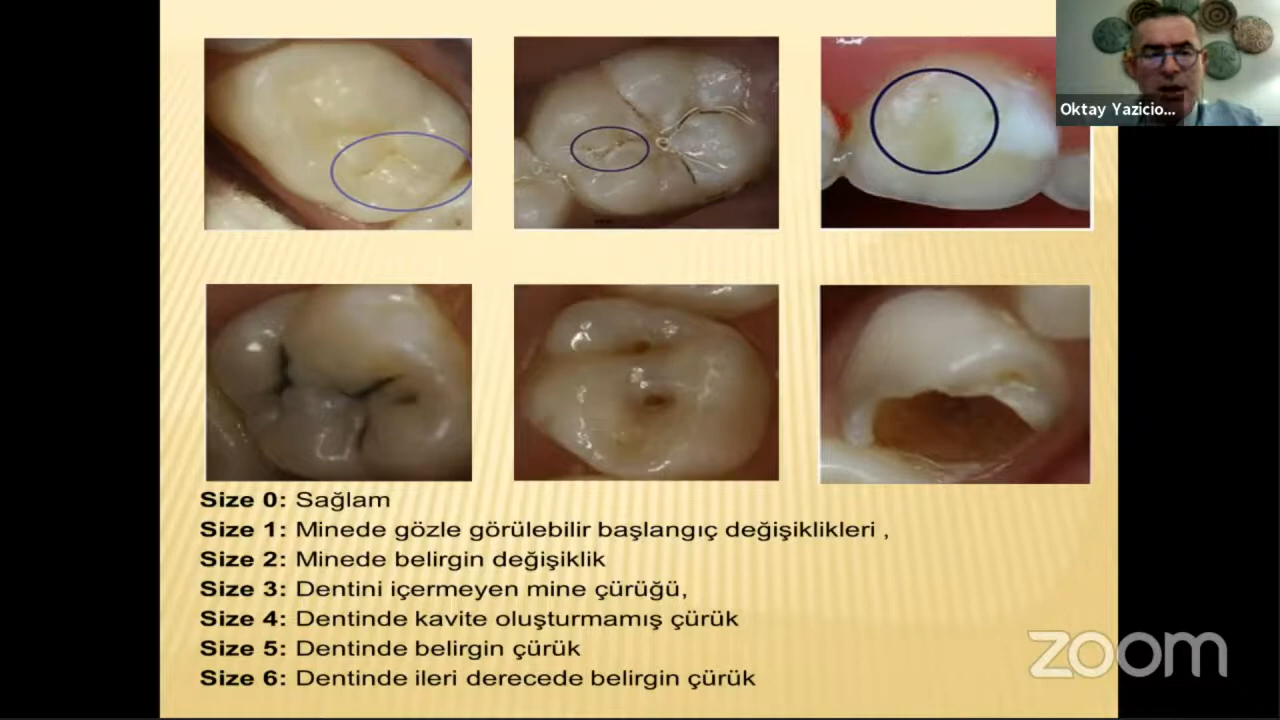 Oktay Yazicio...
Size 0: Sağlam
Size 1: Minede gözle görülebilir başlangıç değişiklikleri ,
Size 2: Minede belirgin değişiklik
Size 3: Dentini içermeyen mine çürüğü,
Size 4: Dentinde kavite oluşturmamış çürük
Size 5: Dentinde belirgin çürük
Size 6: Dentinde ileri derecede belirgin çürük
zoom